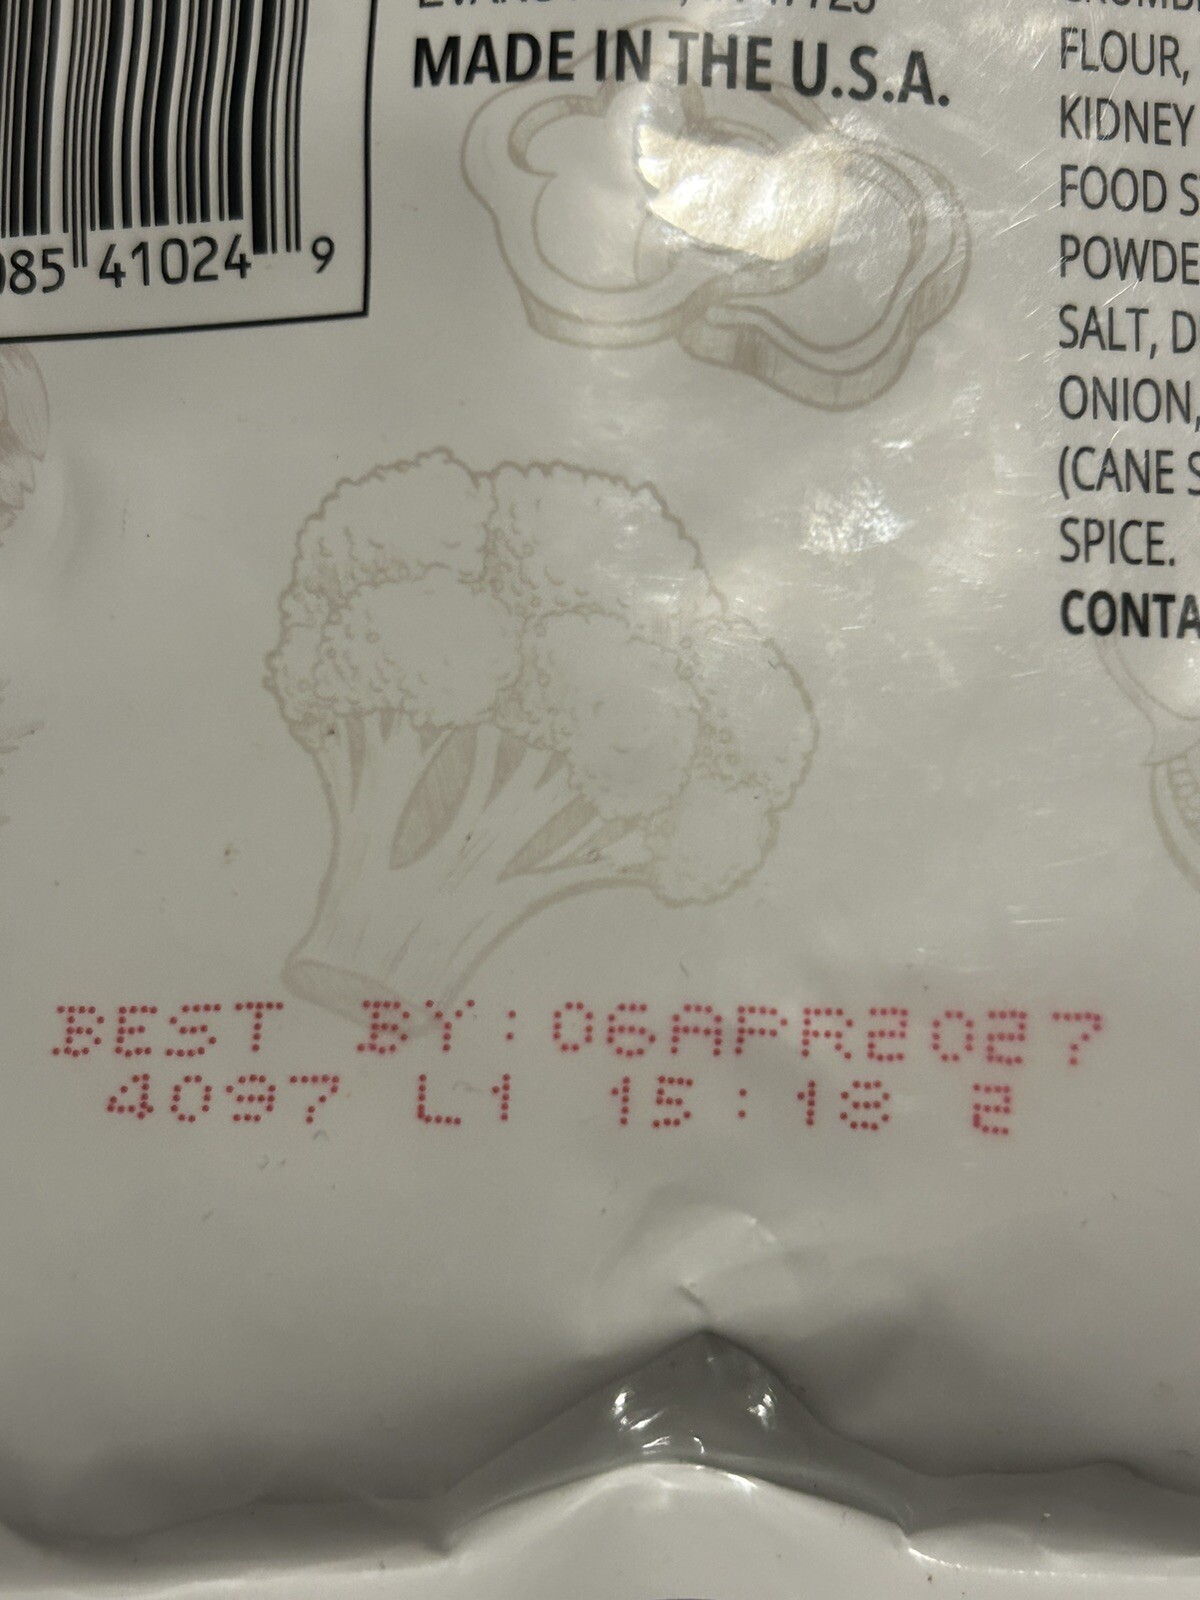 MADE IN THE U.S.A.
85 41024 9
FLOUR,
KIDNEY
FOOD S
POWDE
SALT, D
ONION,
(CANE S
SPICE.
CONTA
BEST BY:06APR2027
4097 L1 15:18 2